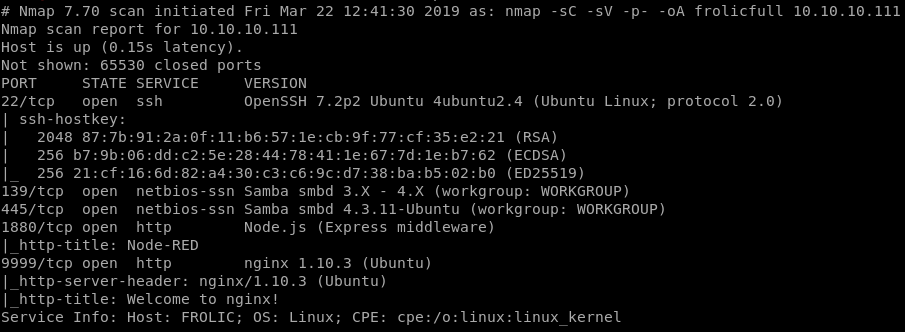 # Nmap 7.70 scan initiated Fri Mar 22 12:41:30 2019 as: nmap -sC -sV -p- -oA frolicfull 10.10.10.111
Nmap scan report for 10.10.10.111
Host is up (0.15s latency).
Not shown: 65530 closed ports
PORT     STATE SERVICE     VERSION
22/tcp   open  ssh         OpenSSH 7.2p2 Ubuntu 4ubuntu2.4 (Ubuntu Linux; protocol 2.0)
| ssh-hostkey:
|   2048 87:7b:91:2a:0f:11:b6:57:1e:cb:9f:77:cf:35:e2:21 (RSA)
|   256 b7:9b:06:dd:c2:5e:28:44:78:41:1e:67:7d:1e:b7:62 (ECDSA)
|_  256 21:cf:16:6d:82:a4:30:c3:c6:9c:d7:38:ba:b5:02:b0 (ED25519)
139/tcp  open  netbios-ssn Samba smbd 3.X - 4.X (workgroup: WORKGROUP)
445/tcp  open  netbios-ssn Samba smbd 4.3.11-Ubuntu (workgroup: WORKGROUP)
1880/tcp open  http        Node.js (Express middleware)
|_http-title: Node-RED
9999/tcp open  http        nginx 1.10.3 (Ubuntu)
|_http-server-header: nginx/1.10.3 (Ubuntu)
|_http-title: Welcome to nginx!
Service Info: Host: FROLIC; OS: Linux; CPE: cpe:/o:linux:linux_kernel